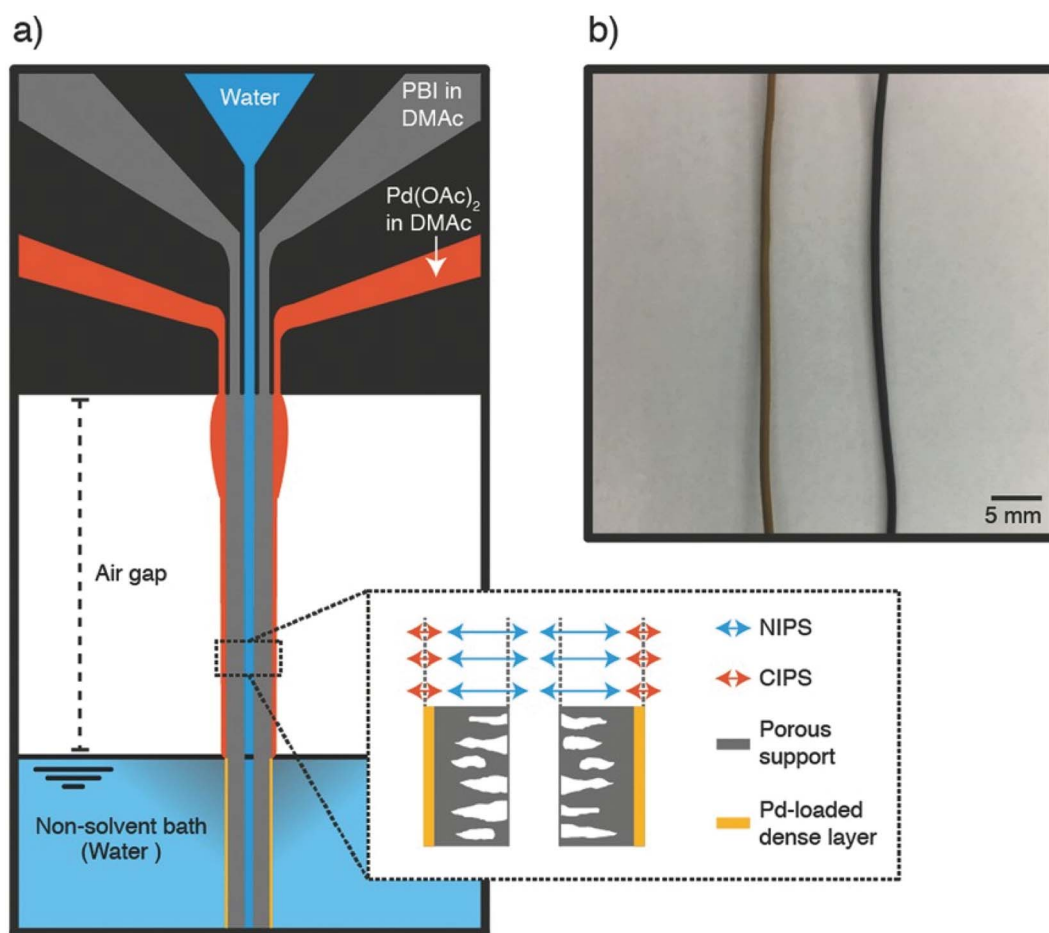 a)
Water
PBI in
DMAc
Pd(OAc)₂
in DMAc
Air gap
Non-solvent bath
(Water )
b)
5 mm
NIPS
CIPS
Porous
support
Pd-loaded
dense layer